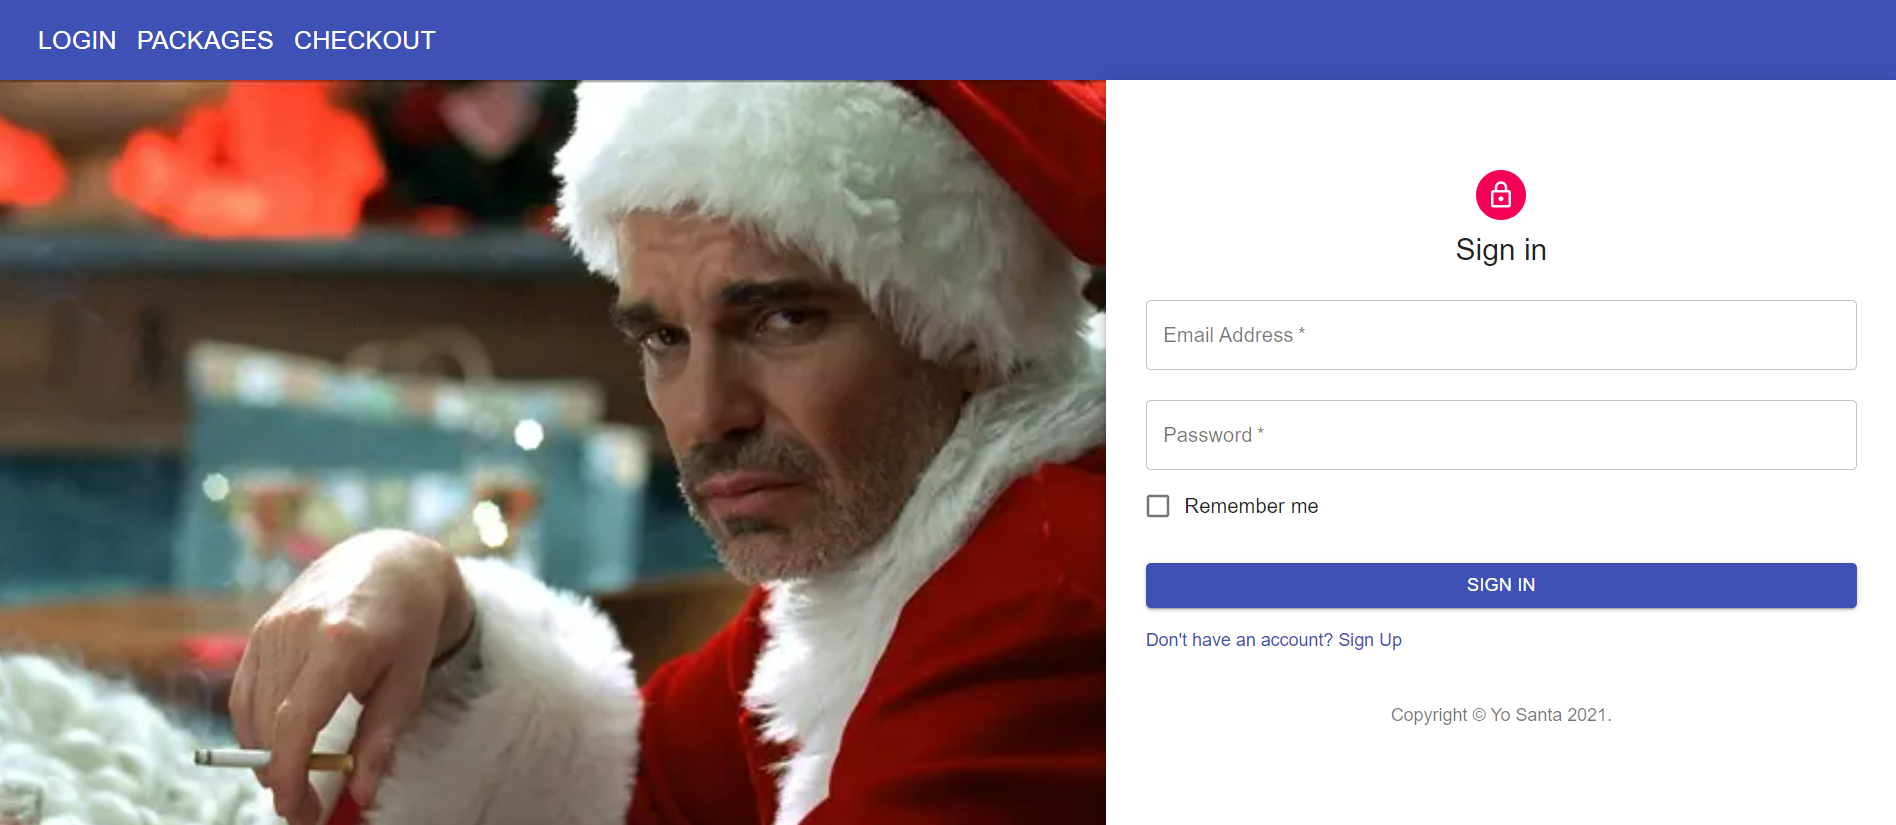 LOGIN PACKAGES CHECKOUT
Sign in
Email Address *
Password *
Remember me
SIGN IN
Don't have an account? Sign Up
Copyright © Yo Santa 2021.